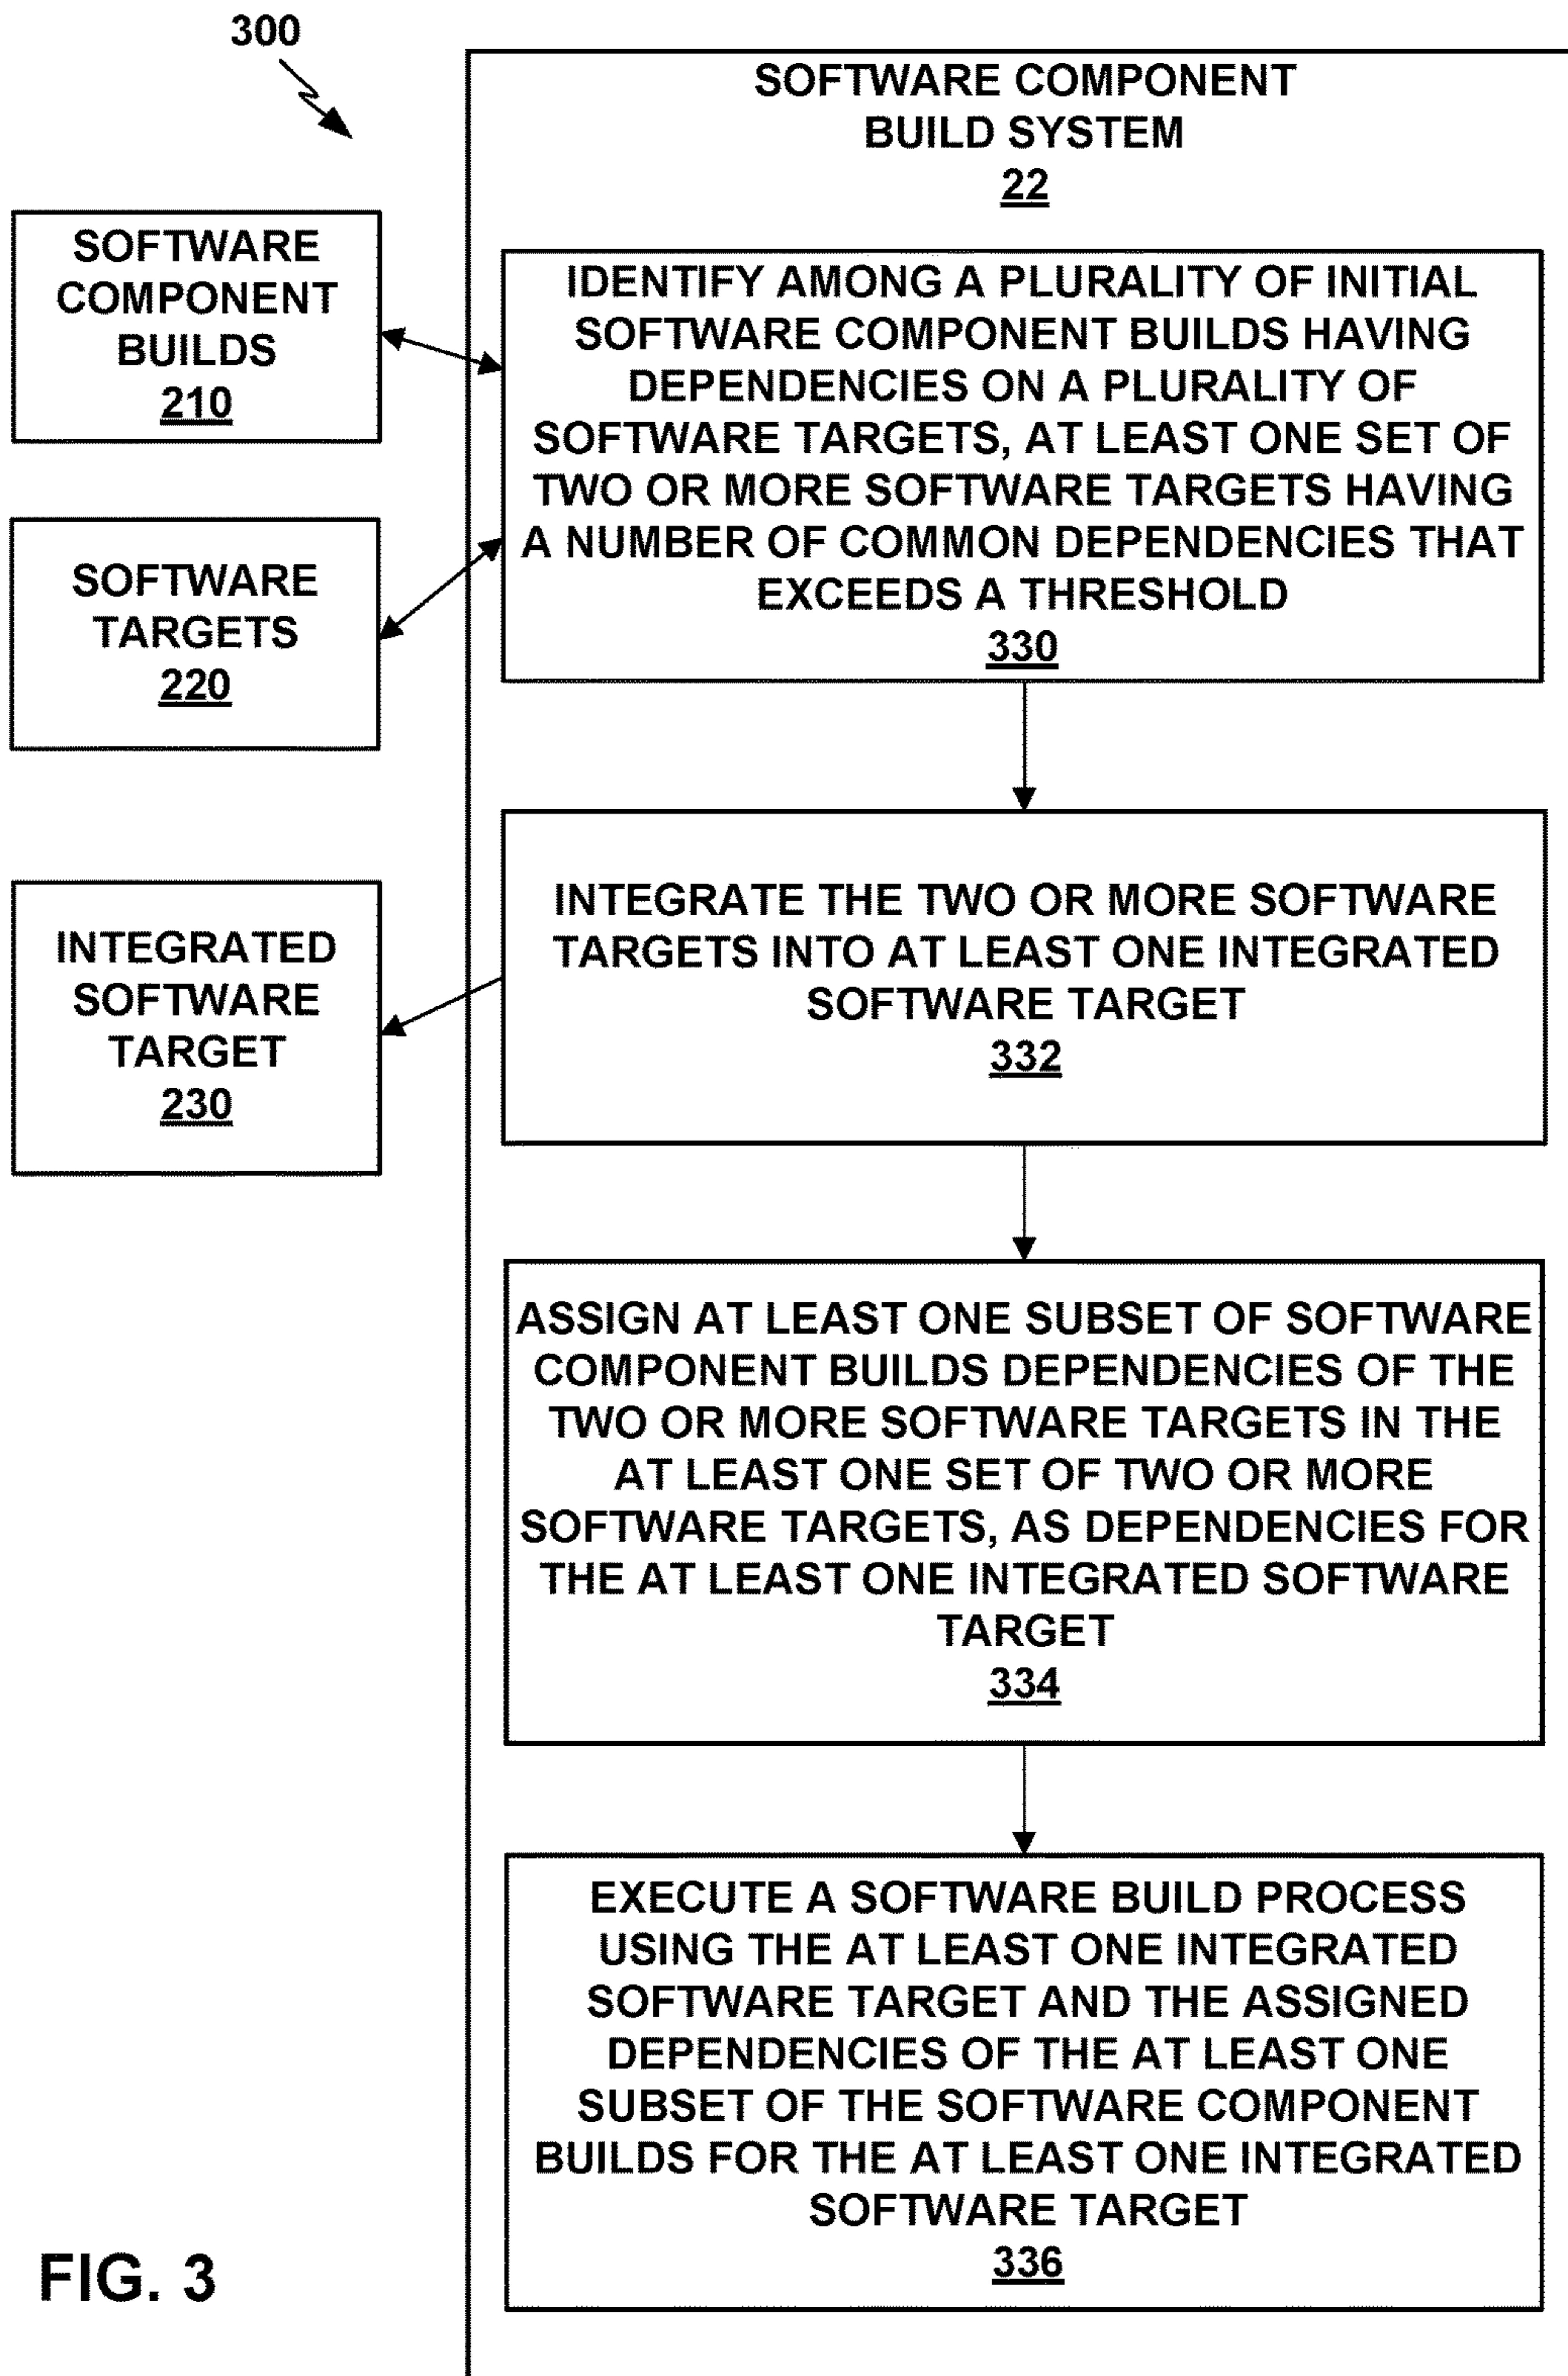 300
SOFTWARE COMPONENT
BUILD SYSTEM
22
SOFTWARE
COMPONENT
BUILDS
210
SOFTWARE
TARGETS
220
INTEGRATED
SOFTWARE
TARGET
230
IDENTIFY AMONG A PLURALITY OF INITIAL
SOFTWARE COMPONENT BUILDS HAVING
DEPENDENCIES ON A PLURALITY OF
SOFTWARE TARGETS, AT LEAST ONE SET OF
TWO OR MORE SOFTWARE TARGETS HAVING
A NUMBER OF COMMON DEPENDENCIES THAT
EXCEEDS A THRESHOLD
330
INTEGRATE THE TWO OR MORE SOFTWARE
TARGETS INTO AT LEAST ONE INTEGRATED
SOFTWARE TARGET
332
ASSIGN AT LEAST ONE SUBSET OF SOFTWARE
COMPONENT BUILDS DEPENDENCIES OF THE
TWO OR MORE SOFTWARE TARGETS IN THE
AT LEAST ONE SET OF TWO OR MORE
SOFTWARE TARGETS, AS DEPENDENCIES FOR
THE AT LEAST ONE INTEGRATED SOFTWARE
TARGET
334
EXECUTE A SOFTWARE BUILD PROCESS
USING THE AT LEAST ONE INTEGRATED
SOFTWARE TARGET AND THE ASSIGNED
DEPENDENCIES OF THE AT LEAST ONE
SUBSET OF THE SOFTWARE COMPONENT
BUILDS FOR THE AT LEAST ONE INTEGRATED
SOFTWARE TARGET
336
FIG. 3